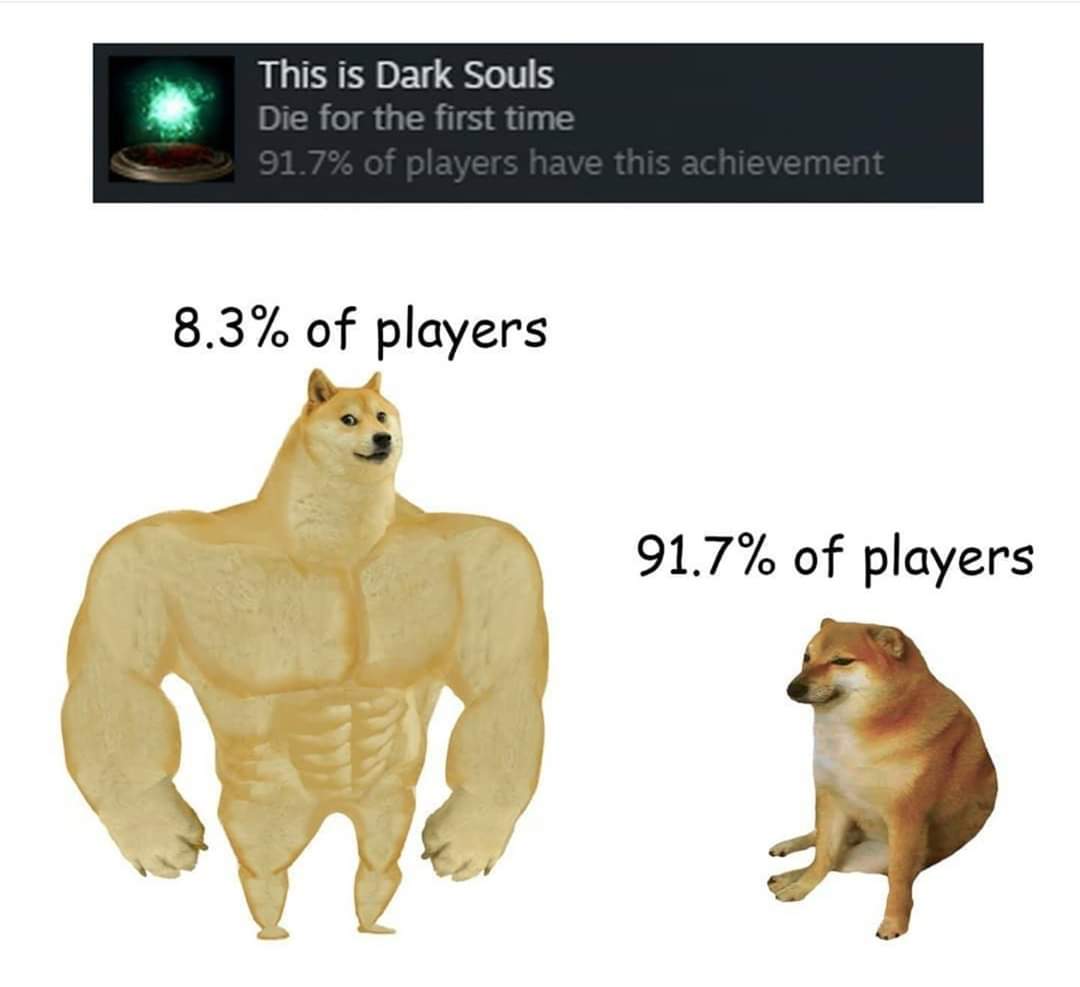 This is Dark Souls
Die for the first time
91.7% of players have this achievement
8.3% of players
91.7% of players